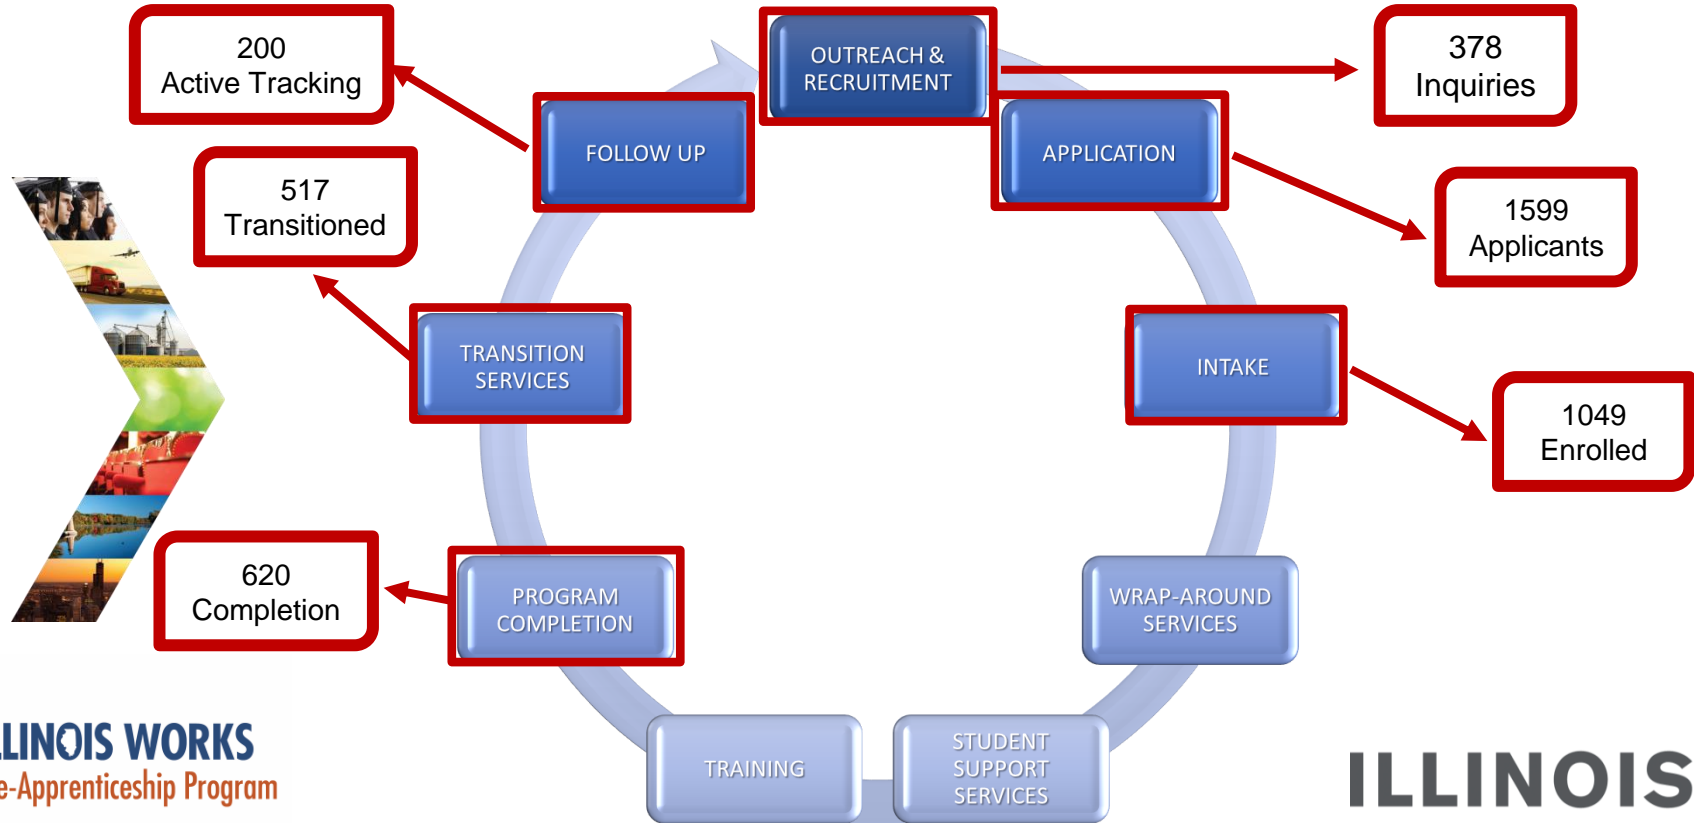 200
Active Tracking
OUTREACH &
RECRUITMENT
378
Inquiries
FOLLOW UP
APPLICATION
517
Transitioned
1599
Applicants
TRANSITION
SERVICES
INTAKE
1049
Enrolled
620
Completion
PROGRAM
COMPLETION
WRAP-AROUND
SERVICES
TRAINING
STUDENT
SUPPORT
SERVICES
LLINOIS WORKS
e-Apprenticeship Program
ILLINOIS